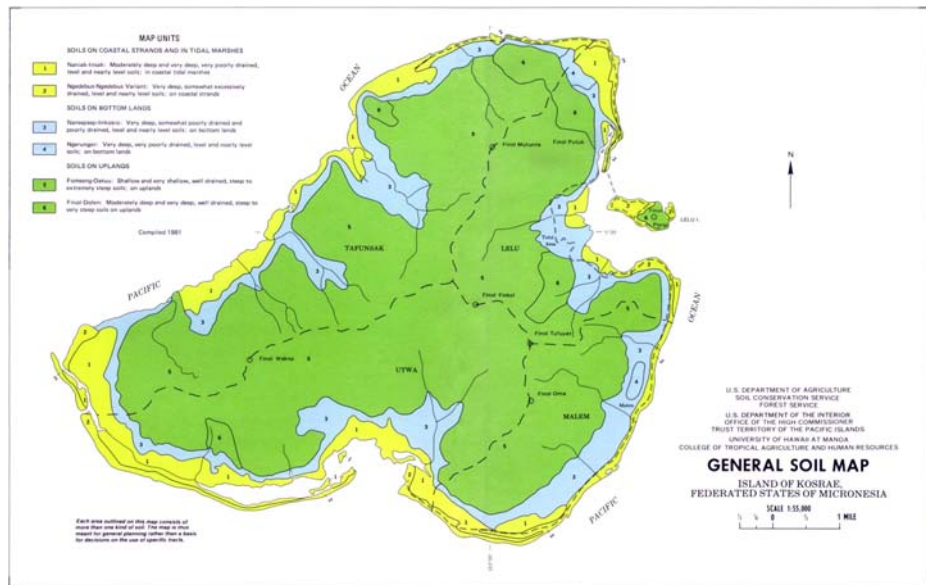 MAP UNITS
SOILS ON COASTAL STRANDS AND IN TIDAL MARSHES
1 Naniak-Insak: Moderately deep and very deep, very poorly drained,
level and nearly level soils; in coastal tidal marshes
2 Ngedebus-Ngedebus Variant: Very deep, somewhat excessively
drained, level and nearly level soils; on coastal strands
SOILS ON BOTTOM LANDS
3 Very deep, somewhat poorly drained and
poorly drained, level and nearly level soils; on bottom lands
4 Ngerungor: Very deep, very poorly drained, level and nearly level
soils; on bottom lands
SOILS ON UPLANDS
5 Fomseng-Oatuu: Shallow and very shallow, well drained, steep to
extremely steep soils; on uplands
6 Finol-Dolen: Moderately deep and very deep, well drained, steep to
very steep soils on uplands
Compiled 1981
PACIFIC
OCEAN
Finol Mutunte
Finol
N
LELU I.
TAFUNSAK
LELU
Finol Finkol
Finol Wakna
Finol
UTWA
Finol Oma
MALEM
Malem
OCEAN
PACIFIC
Each area outlined on this map consists of
more than one kind of soil. The map is thus
meant for general planning rather than a basis
for decisions on the use of specific tracts.
U.S. DEPARTMENT OF AGRICULTURE
SOIL CONSERVATION SERVICE
FOREST SERVICE
U.S. DEPARTMENT OF THE INTERIOR
OFFICE OF THE HIGH COMMISSIONER
TRUST TERRITORY OF THE PACIFIC ISLANDS
UNIVERSITY OF HAWAII AT MANOA
COLLEGE OF TROPICAL AGRICULTURE AND HUMAN RESOURCES
GENERAL SOIL MAP
ISLAND OF KOSRAE,
FEDERATED STATES OF MICRONESIA
SCALE 1:55,000
0
1 MILE